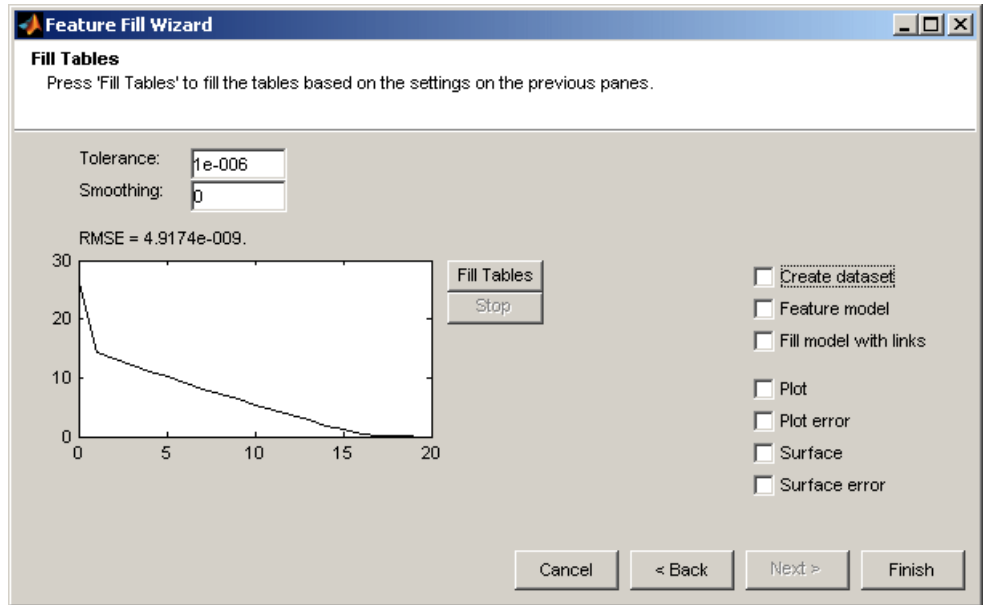 Feature Fill Wizard
Fill Tables
Press 'Fill Tables' to fill the tables based on the settings on the previous panes.
Tolerance: 1e-006
Smoothing: 0
RMSE = 4.9174e-009.
30
20
10
0
0 5 10 15 20
Fill Tables
Stop
Create dataset
Feature model
Fill model with links
Plot
Plot error
Surface
Surface error
Cancel < Back Next > Finish